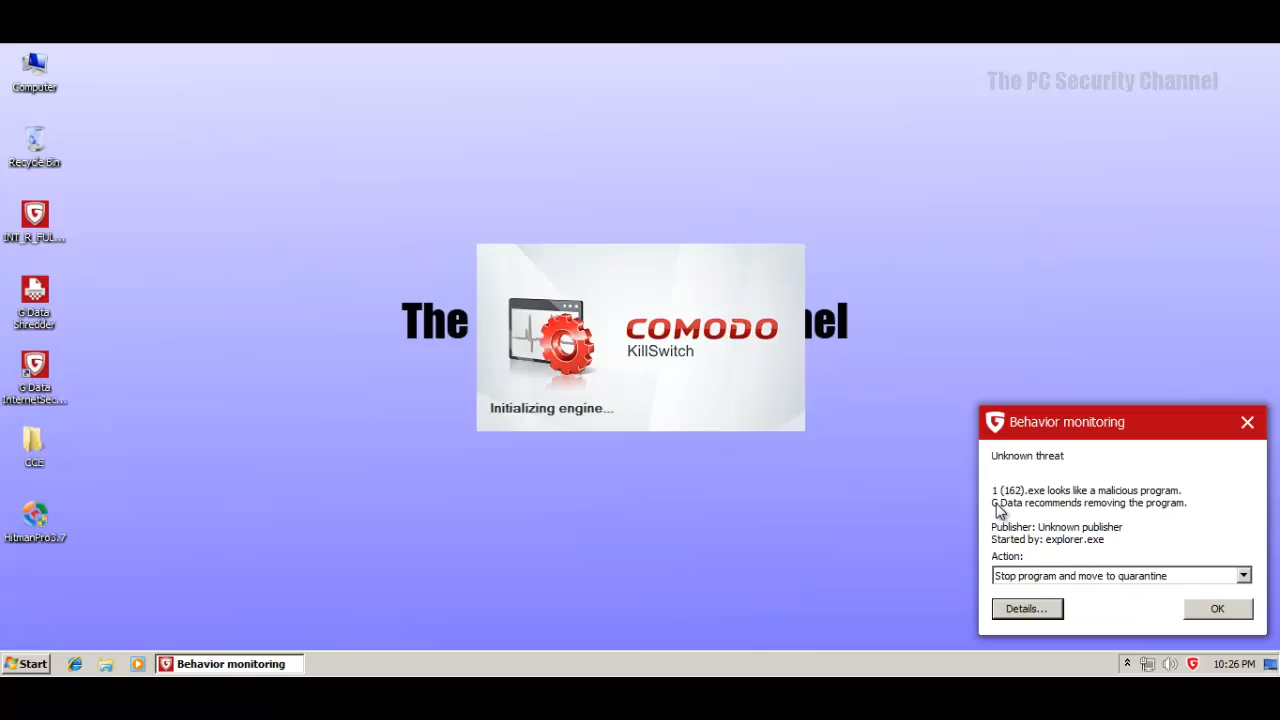 The PC Security Channel
Computer
Recycle Bin
INT_R_FUL...
G Data
Shredder
G Data
InternetSec...
CCE
HitmanPro3.7
The
nel
COMODO
KillSwitch
Initializing engine...
Behavior monitoring
Unknown threat
1 (162).exe looks like a malicious program.
G Data recommends removing the program.
Publisher: Unknown publisher
Started by: explorer.exe
Action:
Stop program and move to quarantine
Details...
OK
Start
Behavior monitoring
10:26 PM